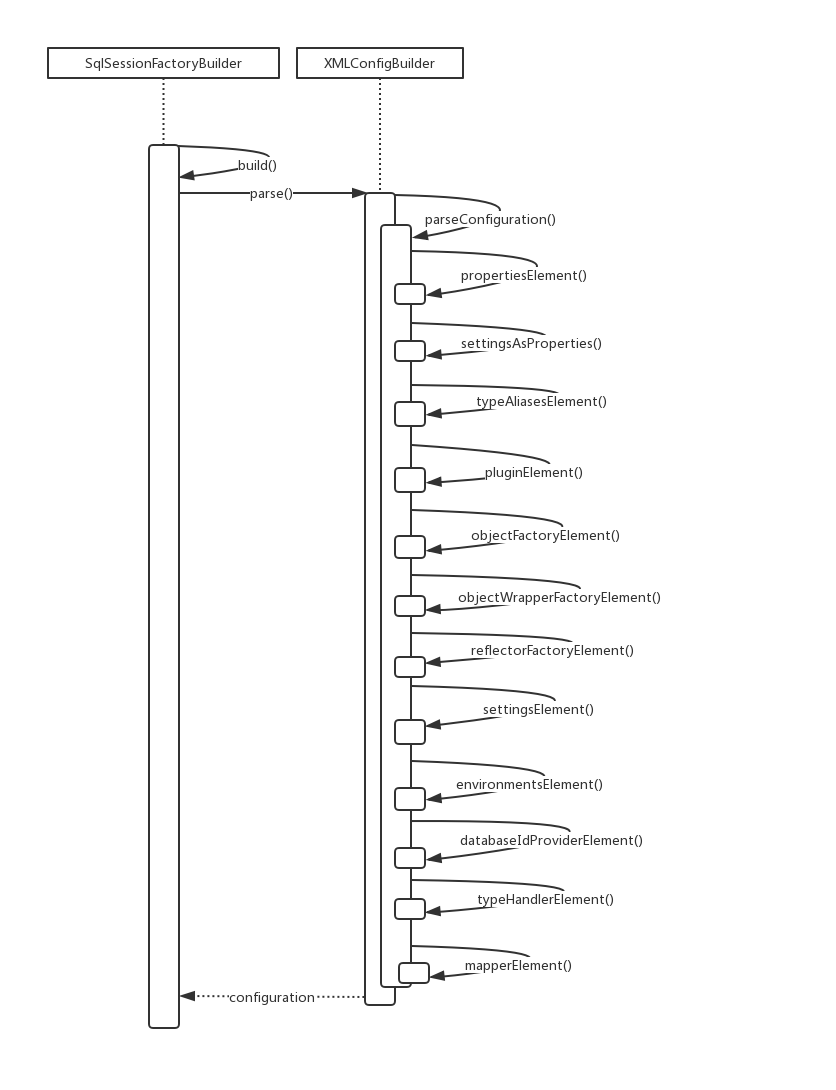 SqlSessionFactoryBuilder
XMLConfigBuilder
build()
parse()
parseConfiguration()
propertiesElement()
settingsAsProperties()
typeAliasesElement()
pluginElement()
objectFactoryElement()
objectWrapperFactoryElement()
reflectorFactoryElement()
settingsElement()
environmentsElement()
databaseIdProviderElement()
typeHandlerElement()
mapperElement()
configuration